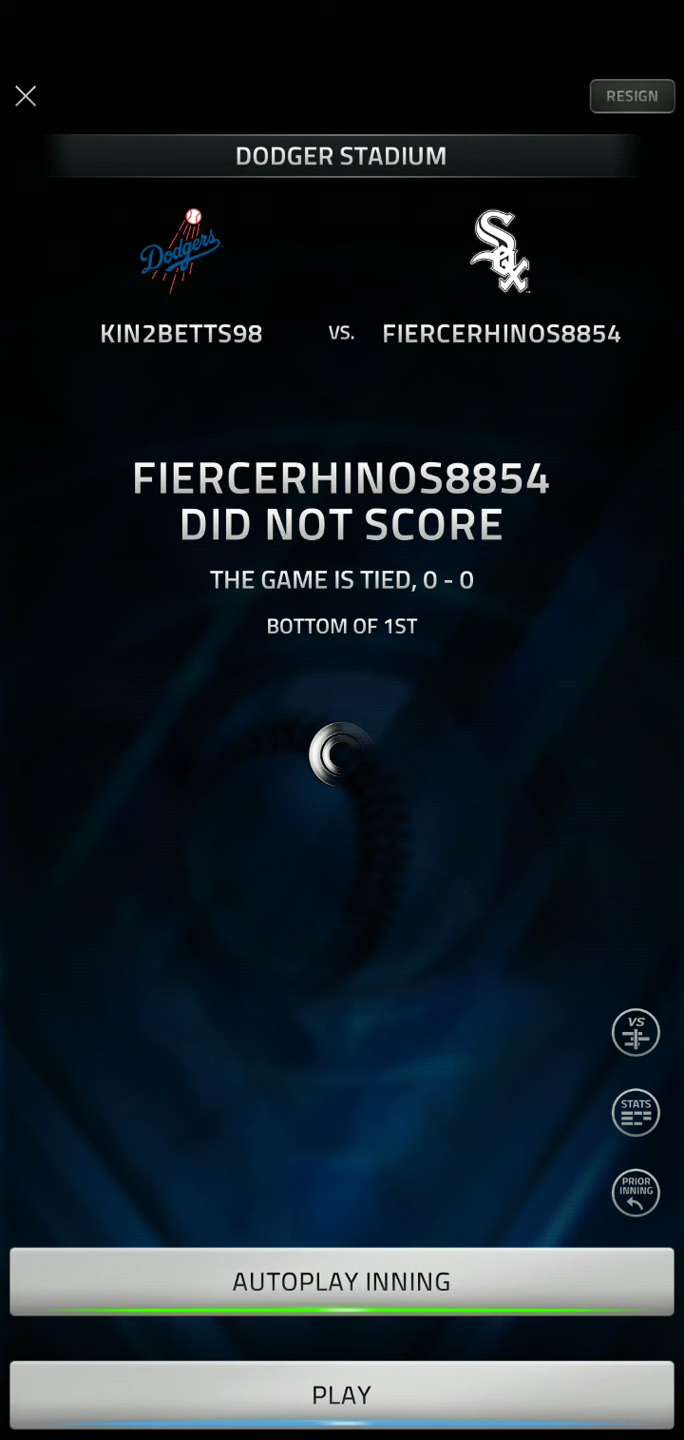 RESIGN
DODGER STADIUM
Dodgers
Sox
KIN2BETTS98 VS. FIERCERHINOS8854
FIERCERHINOS8854
DID NOT SCORE
THE GAME IS TIED, 0 - 0
BOTTOM OF 1ST
VS
STATS
PRIOR
INNING
AUTOPLAY INNING
PLAY